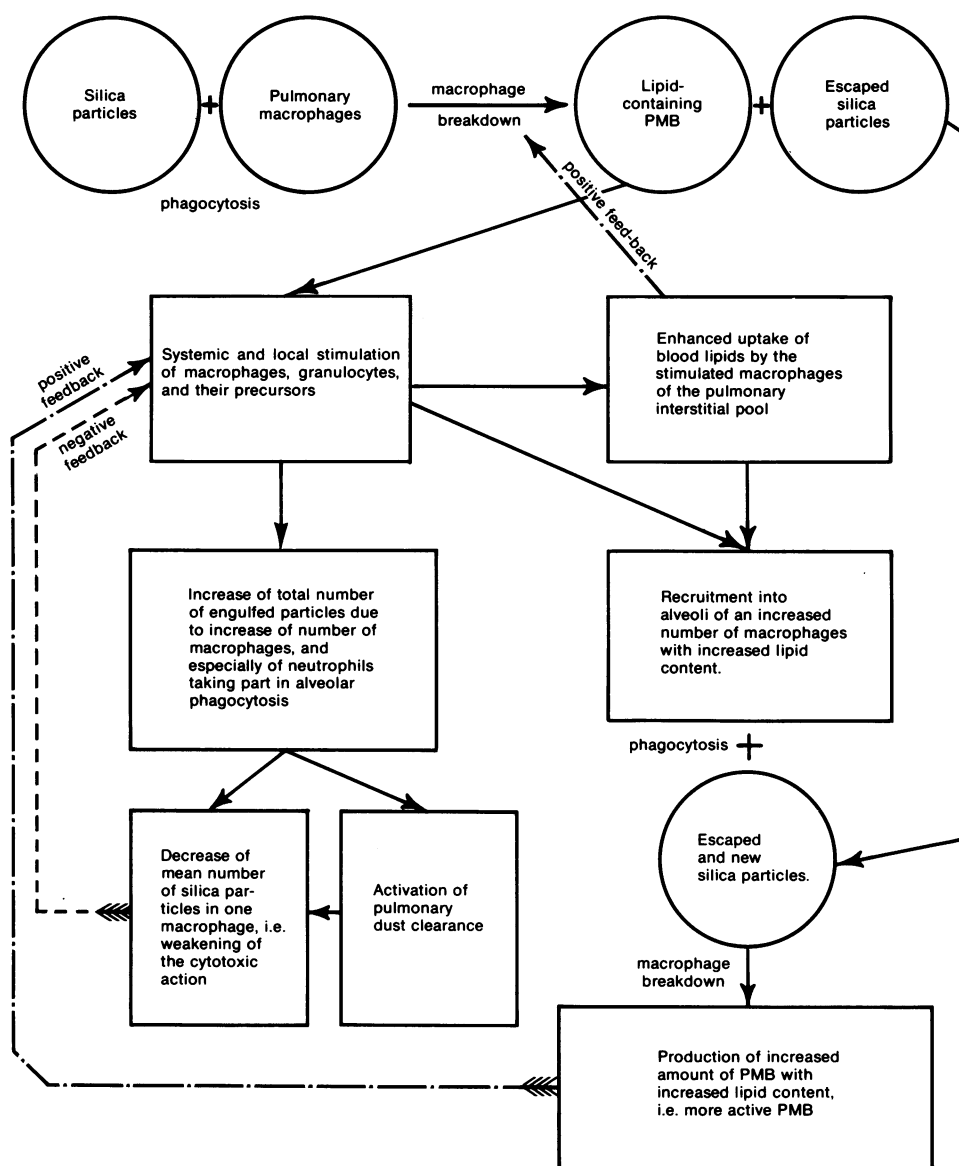 Silica
particles
+
Pulmonary
macrophages
macrophage
breakdown
Lipid-
containing
PMB
+
Escaped
silica
particles
phagocytosis
positive feed-back
positive
feedback
negative
feedback
Systemic and local stimulation
of macrophages, granulocytes,
and their precursors
Enhanced uptake of
blood lipids by the
stimulated macrophages
of the pulmonary
interstitial pool
Increase of total number
of engulfed particles due
to increase of number of
macrophages, and
especially of neutrophils
taking part in alveolar
phagocytosis
Recruitment into
alveoli of an increased
number of macrophages
with increased lipid
content.
phagocytosis +
Decrease of
mean number
of silica par-
ticles in one
macrophage, i.e.
weakening of
the cytotoxic
action
Activation of
pulmonary
dust clearance
Escaped
and new
silica particles.
macrophage
breakdown
Production of increased
amount of PMB with
increased lipid content,
i.e. more active PMB